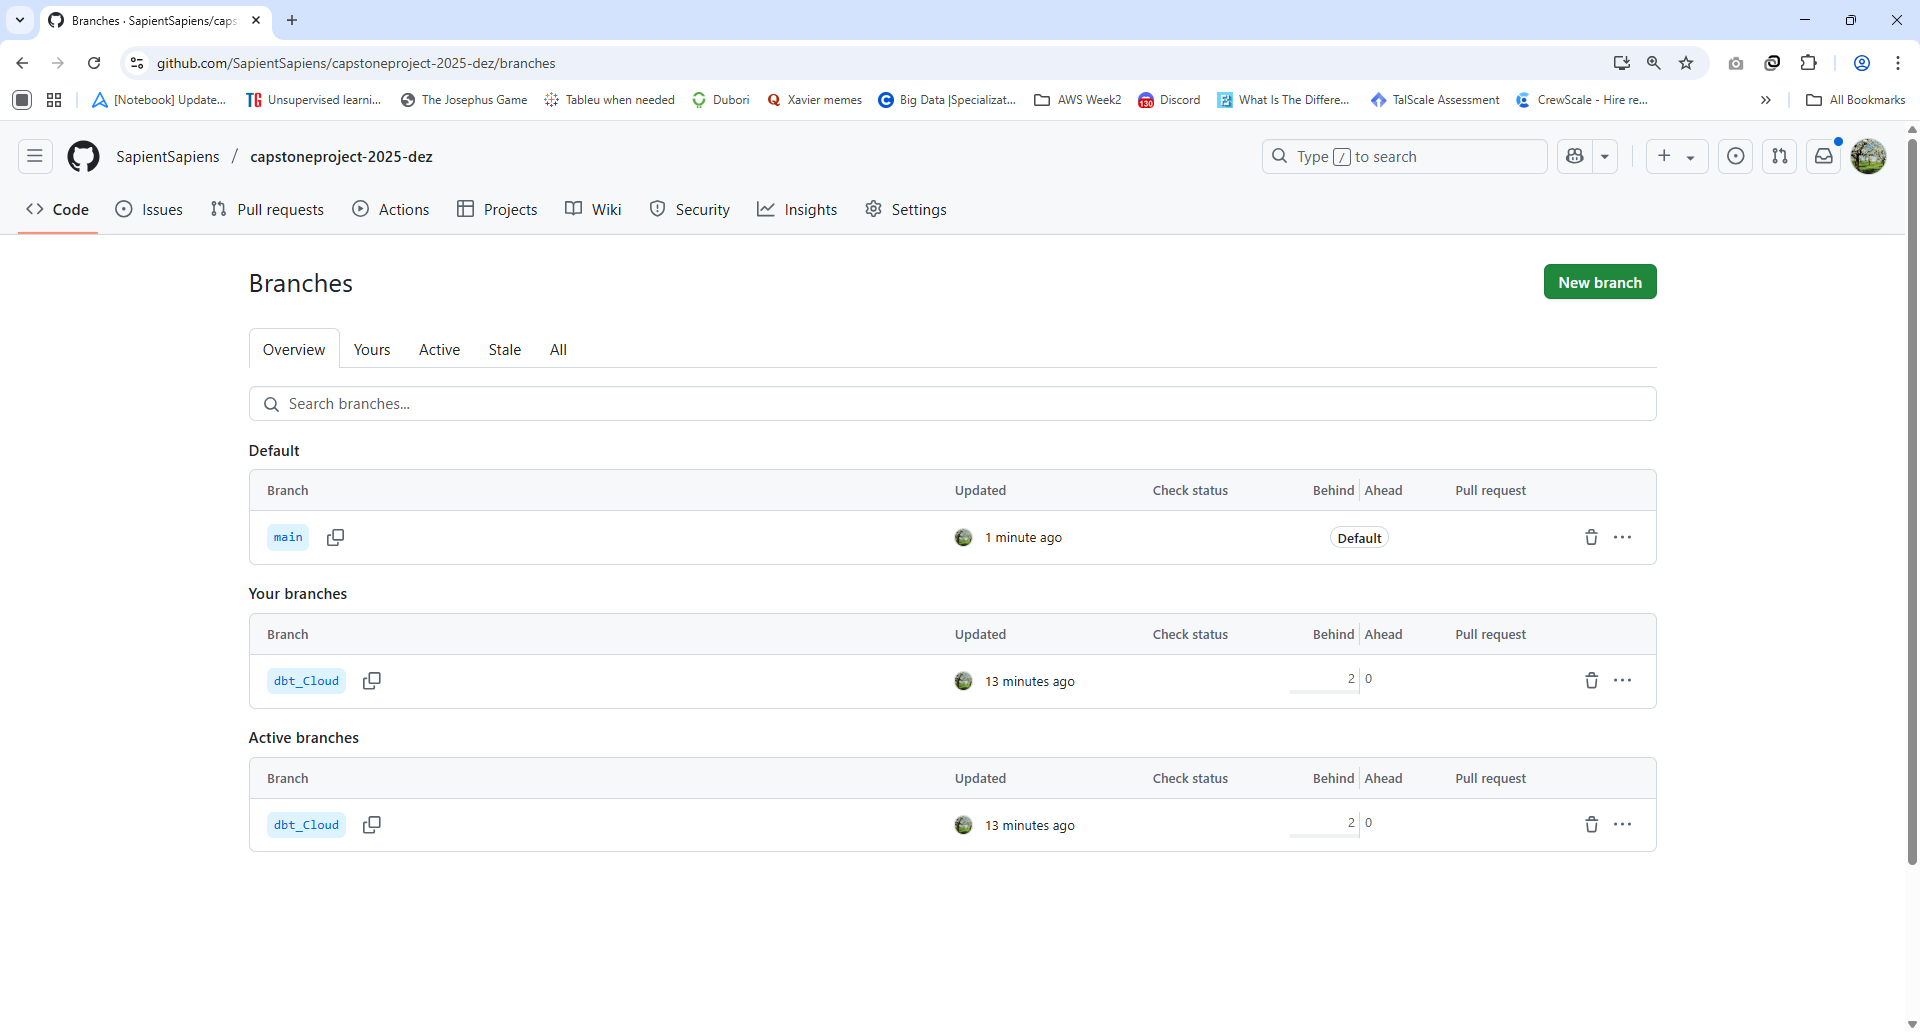 Branches · SapientSapiens/caps
github.com/SapientSapiens/capstoneproject-2025-dez/branches
[Notebook] Update...
TG Unsupervised learni...
The Josephus Game
Tableu when needed
Dubori
Q Xavier memes
C Big Data |Specializat...
AWS Week2
130 Discord
What Is The Differe...
TalScale Assessment
CrewScale - Hire re...
All Bookmarks
SapientSapiens / capstoneproject-2025-dez
Type / to search
Code Issues Pull requests Actions Projects Wiki Security Insights Settings
Branches
New branch
Overview Yours Active Stale All
Search branches...
Default
Branch Updated Check status Behind Ahead Pull request
main 1 minute ago Default
Your branches
Branch Updated Check status Behind Ahead Pull request
dbt_Cloud 13 minutes ago 2 0
Active branches
Branch Updated Check status Behind Ahead Pull request
dbt_Cloud 13 minutes ago 2 0